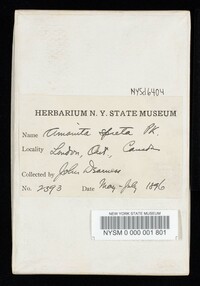 NYSd6404
HERBARIUM N. Y. STATE MUSEUM
Name Amanita spreta Pk.
Locality London, Ont., Canada
Collected by John Dearness
No. 2393 Date May-July 1896
NEW YORK STATE MUSEUM
NYSM 0 000 001 801